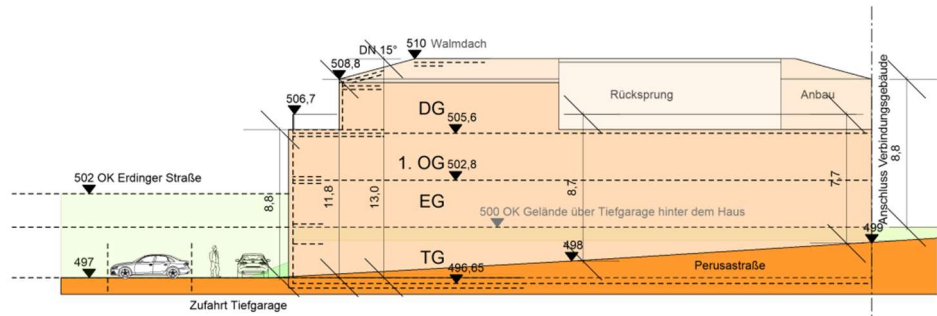 510 Walmdach
DN 15°
508,8
506,7
DG 505,6
Rücksprung
Anbau
1. OG 502,8
502 OK Erdinger Straße
EG
8,8
11,8
13,0
8,7
7,7
Anschluss Verbindungsgebäude
8,8
500 OK Gelände über Tiefgarage hinter dem Haus
499
498
497
TG 496,65
Perusastraße
Zufahrt Tiefgarage